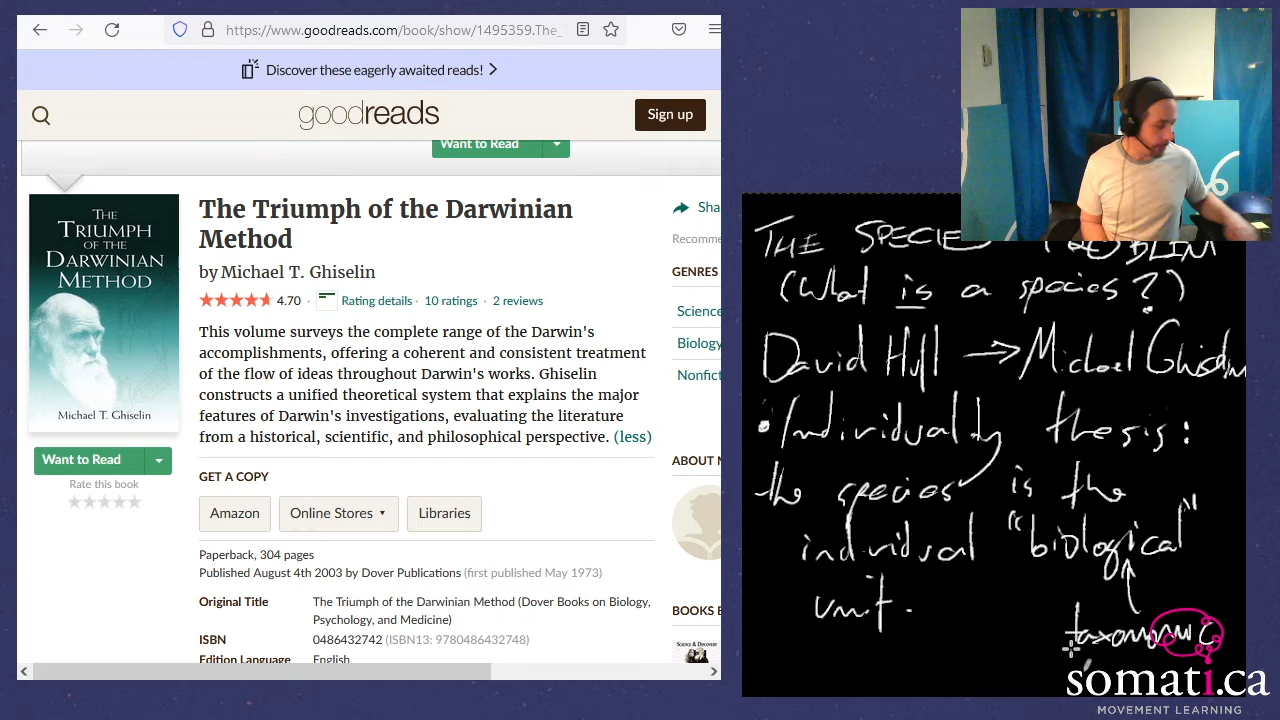 https://www.goodreads.com/book/show/1495359.The_
Discover these eagerly awaited reads!
goodreads
Sign up
Want to Read
THE TRIUMPH OF THE DARWINIAN METHOD
Michael T. Ghiselin
Want to Read
Rate this book
The Triumph of the Darwinian
Method
by Michael T. Ghiselin
4.70 · Rating details · 10 ratings · 2 reviews
This volume surveys the complete range of the Darwin's
accomplishments, offering a coherent and consistent treatment
of the flow of ideas throughout Darwin's works. Ghiselin
constructs a unified theoretical system that explains the major
features of Darwin's investigations, evaluating the literature
from a historical, scientific, and philosophical perspective. (less)
GET A COPY
Amazon
Online Stores
Libraries
Paperback, 304 pages
Published August 4th 2003 by Dover Publications (first published May 1973)
Original Title
The Triumph of the Darwinian Method (Dover Books on Biology,
Psychology, and Medicine)
ISBN
0486432742 (ISBN13: 9780486432748)
Edition Language
English
Sha
Recomme
GENRES
Science
Biology
Nonfict
ABOUT M
BOOKS B
THE SPECIES PROBLEM
(What is a species?)
David Hull → Michael Ghiselin
• Individuality thesis:
the species is the
individual "biological"
unit.
taxonomic
somati.ca
MOVEMENT LEARNING